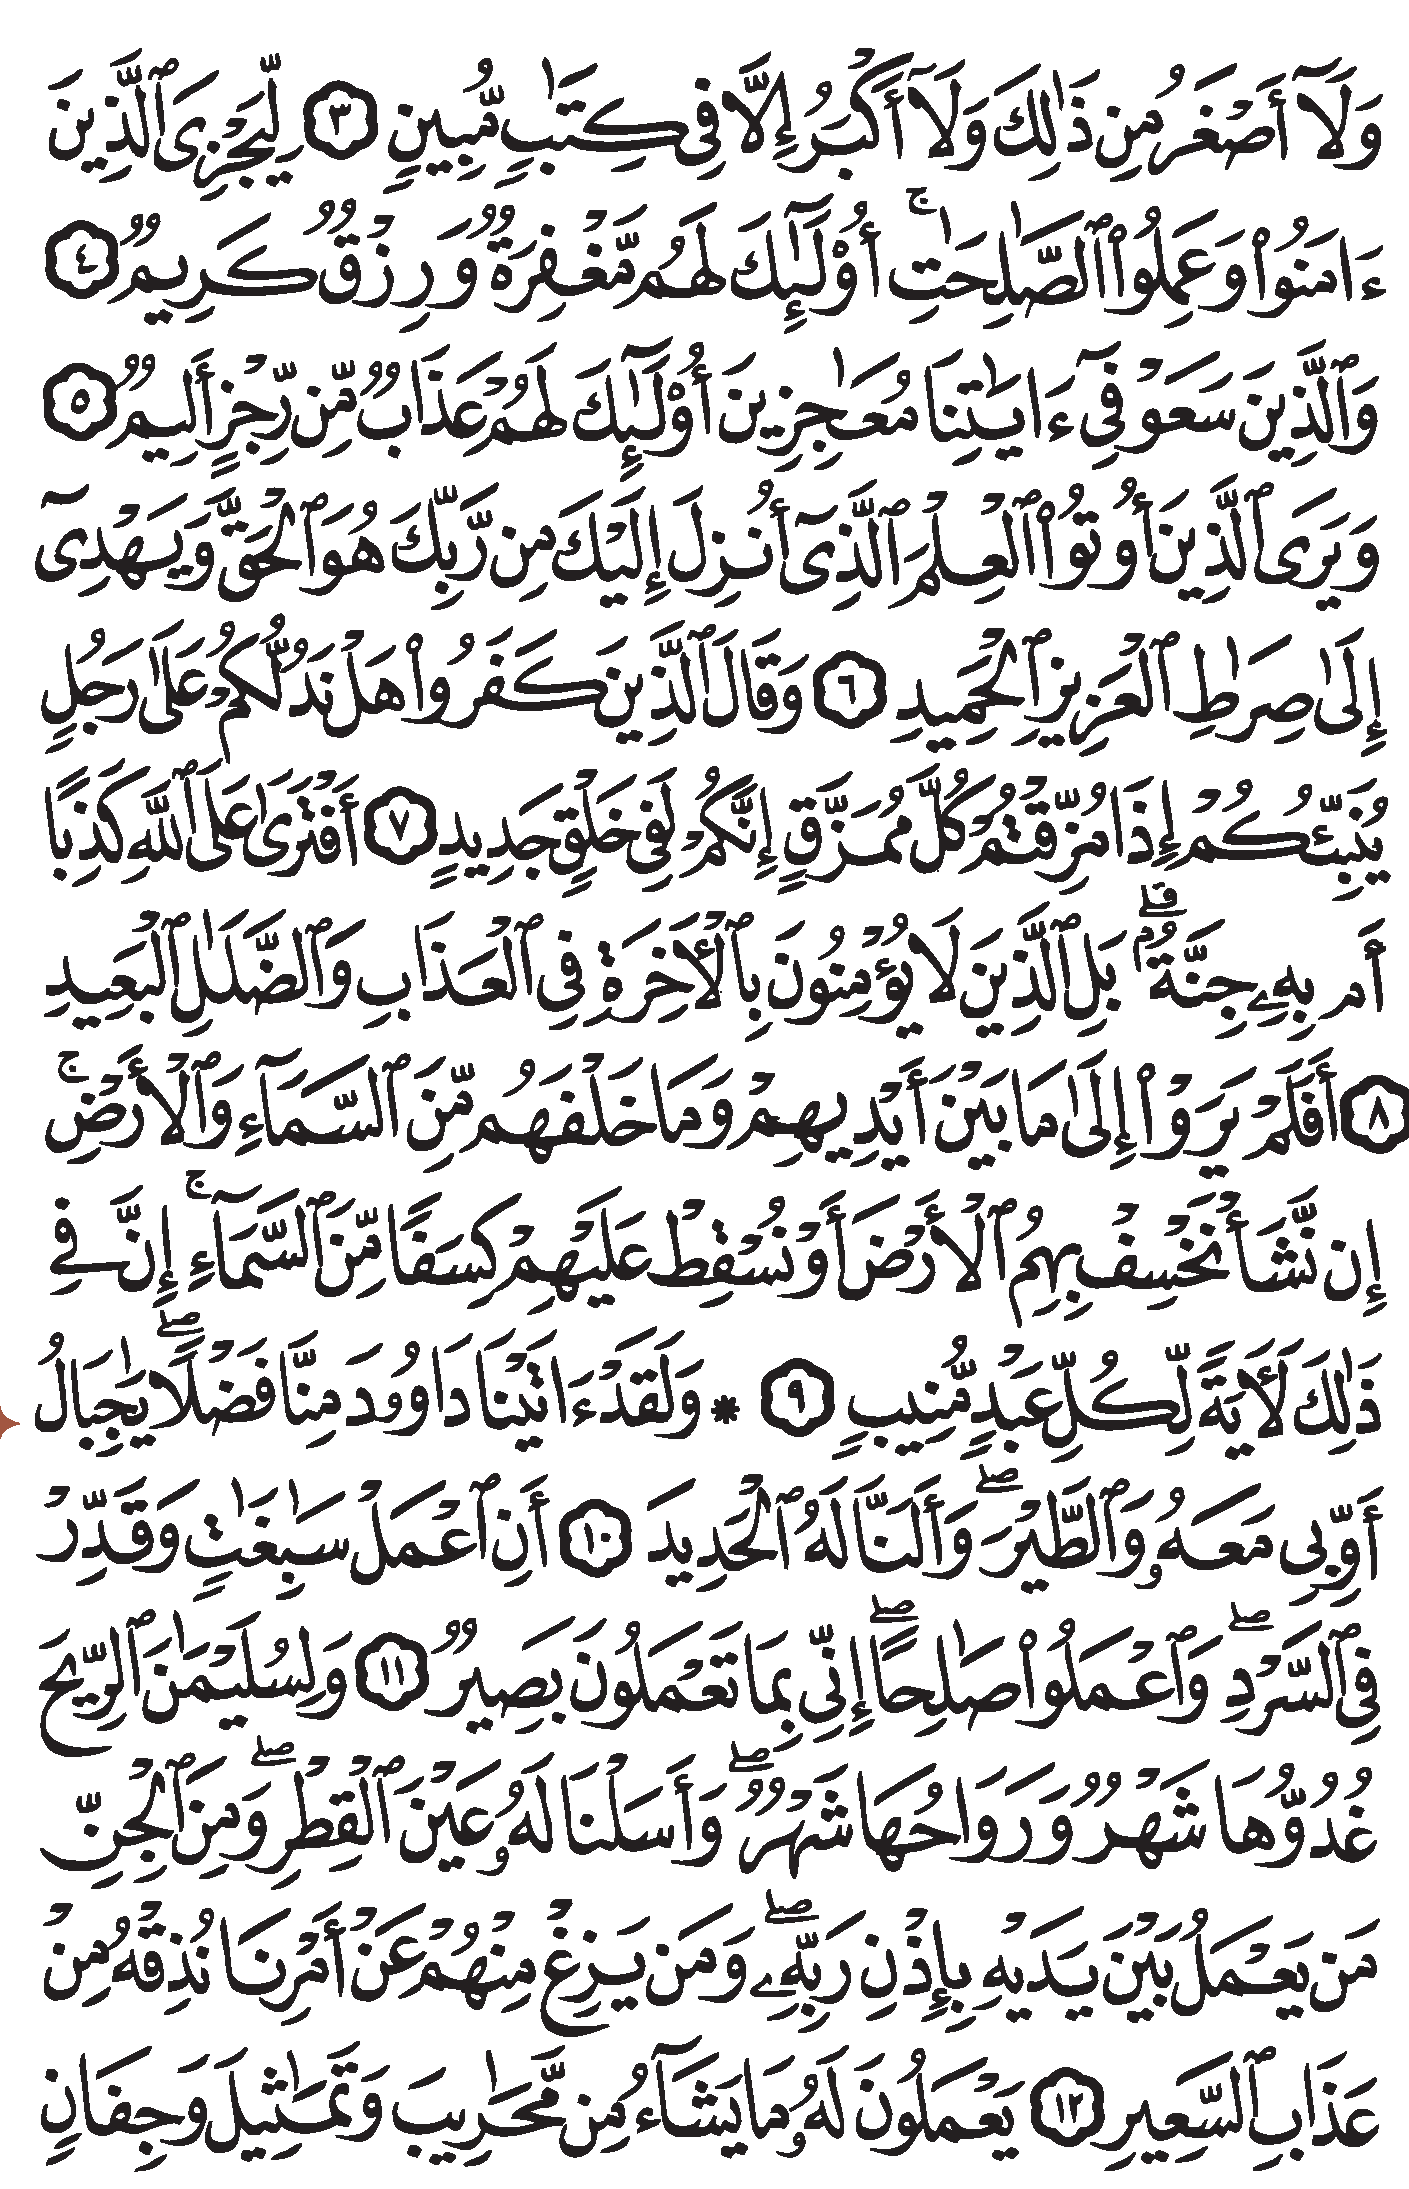 وَلَآ أَصْغَرُ مِن ذَٰلِكَ وَلَآ أَكْبَرُ إِلَّا فِى كِتَٰبٍ مُّبِينٍ ٣ لِّيَجْزِىَ ٱلَّذِينَ
ءَامَنُوا۟ وَعَمِلُوا۟ ٱلصَّٰلِحَٰتِ ۚ أُو۟لَٰٓئِكَ لَهُم مَّغْفِرَةٌ وَرِزْقٌ كَرِيمٌ ٤
وَٱلَّذِينَ سَعَوْ فِىٓ ءَايَٰتِنَا مُعَٰجِزِينَ أُو۟لَٰٓئِكَ لَهُمْ عَذَابٌ مِّن رِّجْزٍ أَلِيمٌ ٥
وَيَرَى ٱلَّذِينَ أُوتُوا۟ ٱلْعِلْمَ ٱلَّذِىٓ أُنزِلَ إِلَيْكَ مِن رَّبِّكَ هُوَ ٱلْحَقَّ وَيَهْدِىٓ
إِلَىٰ صِرَٰطِ ٱلْعَزِيزِ ٱلْحَمِيدِ ٦ وَقَالَ ٱلَّذِينَ كَفَرُوا۟ هَلْ نَدُلُّكُمْ عَلَىٰ رَجُلٍ
يُنَبِّئُكُمْ إِذَا مُزِّقْتُمْ كُلَّ مُمَزَّقٍ إِنَّكُمْ لَفِى خَلْقٍ جَدِيدٍ ٧ أَفْتَرَىٰ عَلَى ٱللَّهِ كَذِبًا
أَم بِهِۦ جِنَّةٌۢ ۗ بَلِ ٱلَّذِينَ لَا يُؤْمِنُونَ بِٱلْأَخِرَةِ فِى ٱلْعَذَابِ وَٱلضَّلَٰلِ ٱلْبَعِيدِ
٨ أَفَلَمْ يَرَوْا۟ إِلَىٰ مَا بَيْنَ أَيْدِيهِمْ وَمَا خَلْفَهُم مِّنَ ٱلسَّمَآءِ وَٱلْأَرْضِ ۚ
إِن نَّشَأْ نَخْسِفْ بِهِمُ ٱلْأَرْضَ أَوْ نُسْقِطْ عَلَيْهِمْ كِسَفًا مِّنَ ٱلسَّمَآءِ ۚ إِنَّ فِى
ذَٰلِكَ لَأَيَةً لِّكُلِّ عَبْدٍ مُّنِيبٍ ٩ ۞ وَلَقَدْ ءَاتَيْنَا دَاوُۥدَ مِنَّا فَضْلًا ۖ يَٰجِبَالُ
أَوِّبِى مَعَهُۥ وَٱلطَّيْرَ ۖ وَأَلَنَّا لَهُ ٱلْحَدِيدَ ١٠ أَنِ ٱعْمَلْ سَٰبِغَٰتٍ وَقَدِّرْ
فِى ٱلسَّرْدِ ۖ وَٱعْمَلُوا۟ صَٰلِحًا ۖ إِنِّى بِمَا تَعْمَلُونَ بَصِيرٌ ١١ وَلِسُلَيْمَٰنَ ٱلرِّيحَ
غُدُوُّهَا شَهْرٌ وَرَوَاحُهَا شَهْرٌ ۖ وَأَسَلْنَا لَهُۥ عَيْنَ ٱلْقِطْرِ ۖ وَمِنَ ٱلْجِنِّ
مَن يَعْمَلُ بَيْنَ يَدَيْهِ بِإِذْنِ رَبِّهِۦ ۖ وَمَن يَزِغْ مِنْهُمْ عَنْ أَمْرِنَا نُذِقْهُ مِنْ
عَذَابِ ٱلسَّعِيرِ ١٢ يَعْمَلُونَ لَهُۥ مَا يَشَآءُ مِن مَّحَٰرِيبَ وَتَمَٰثِيلَ وَجِفَانٍ